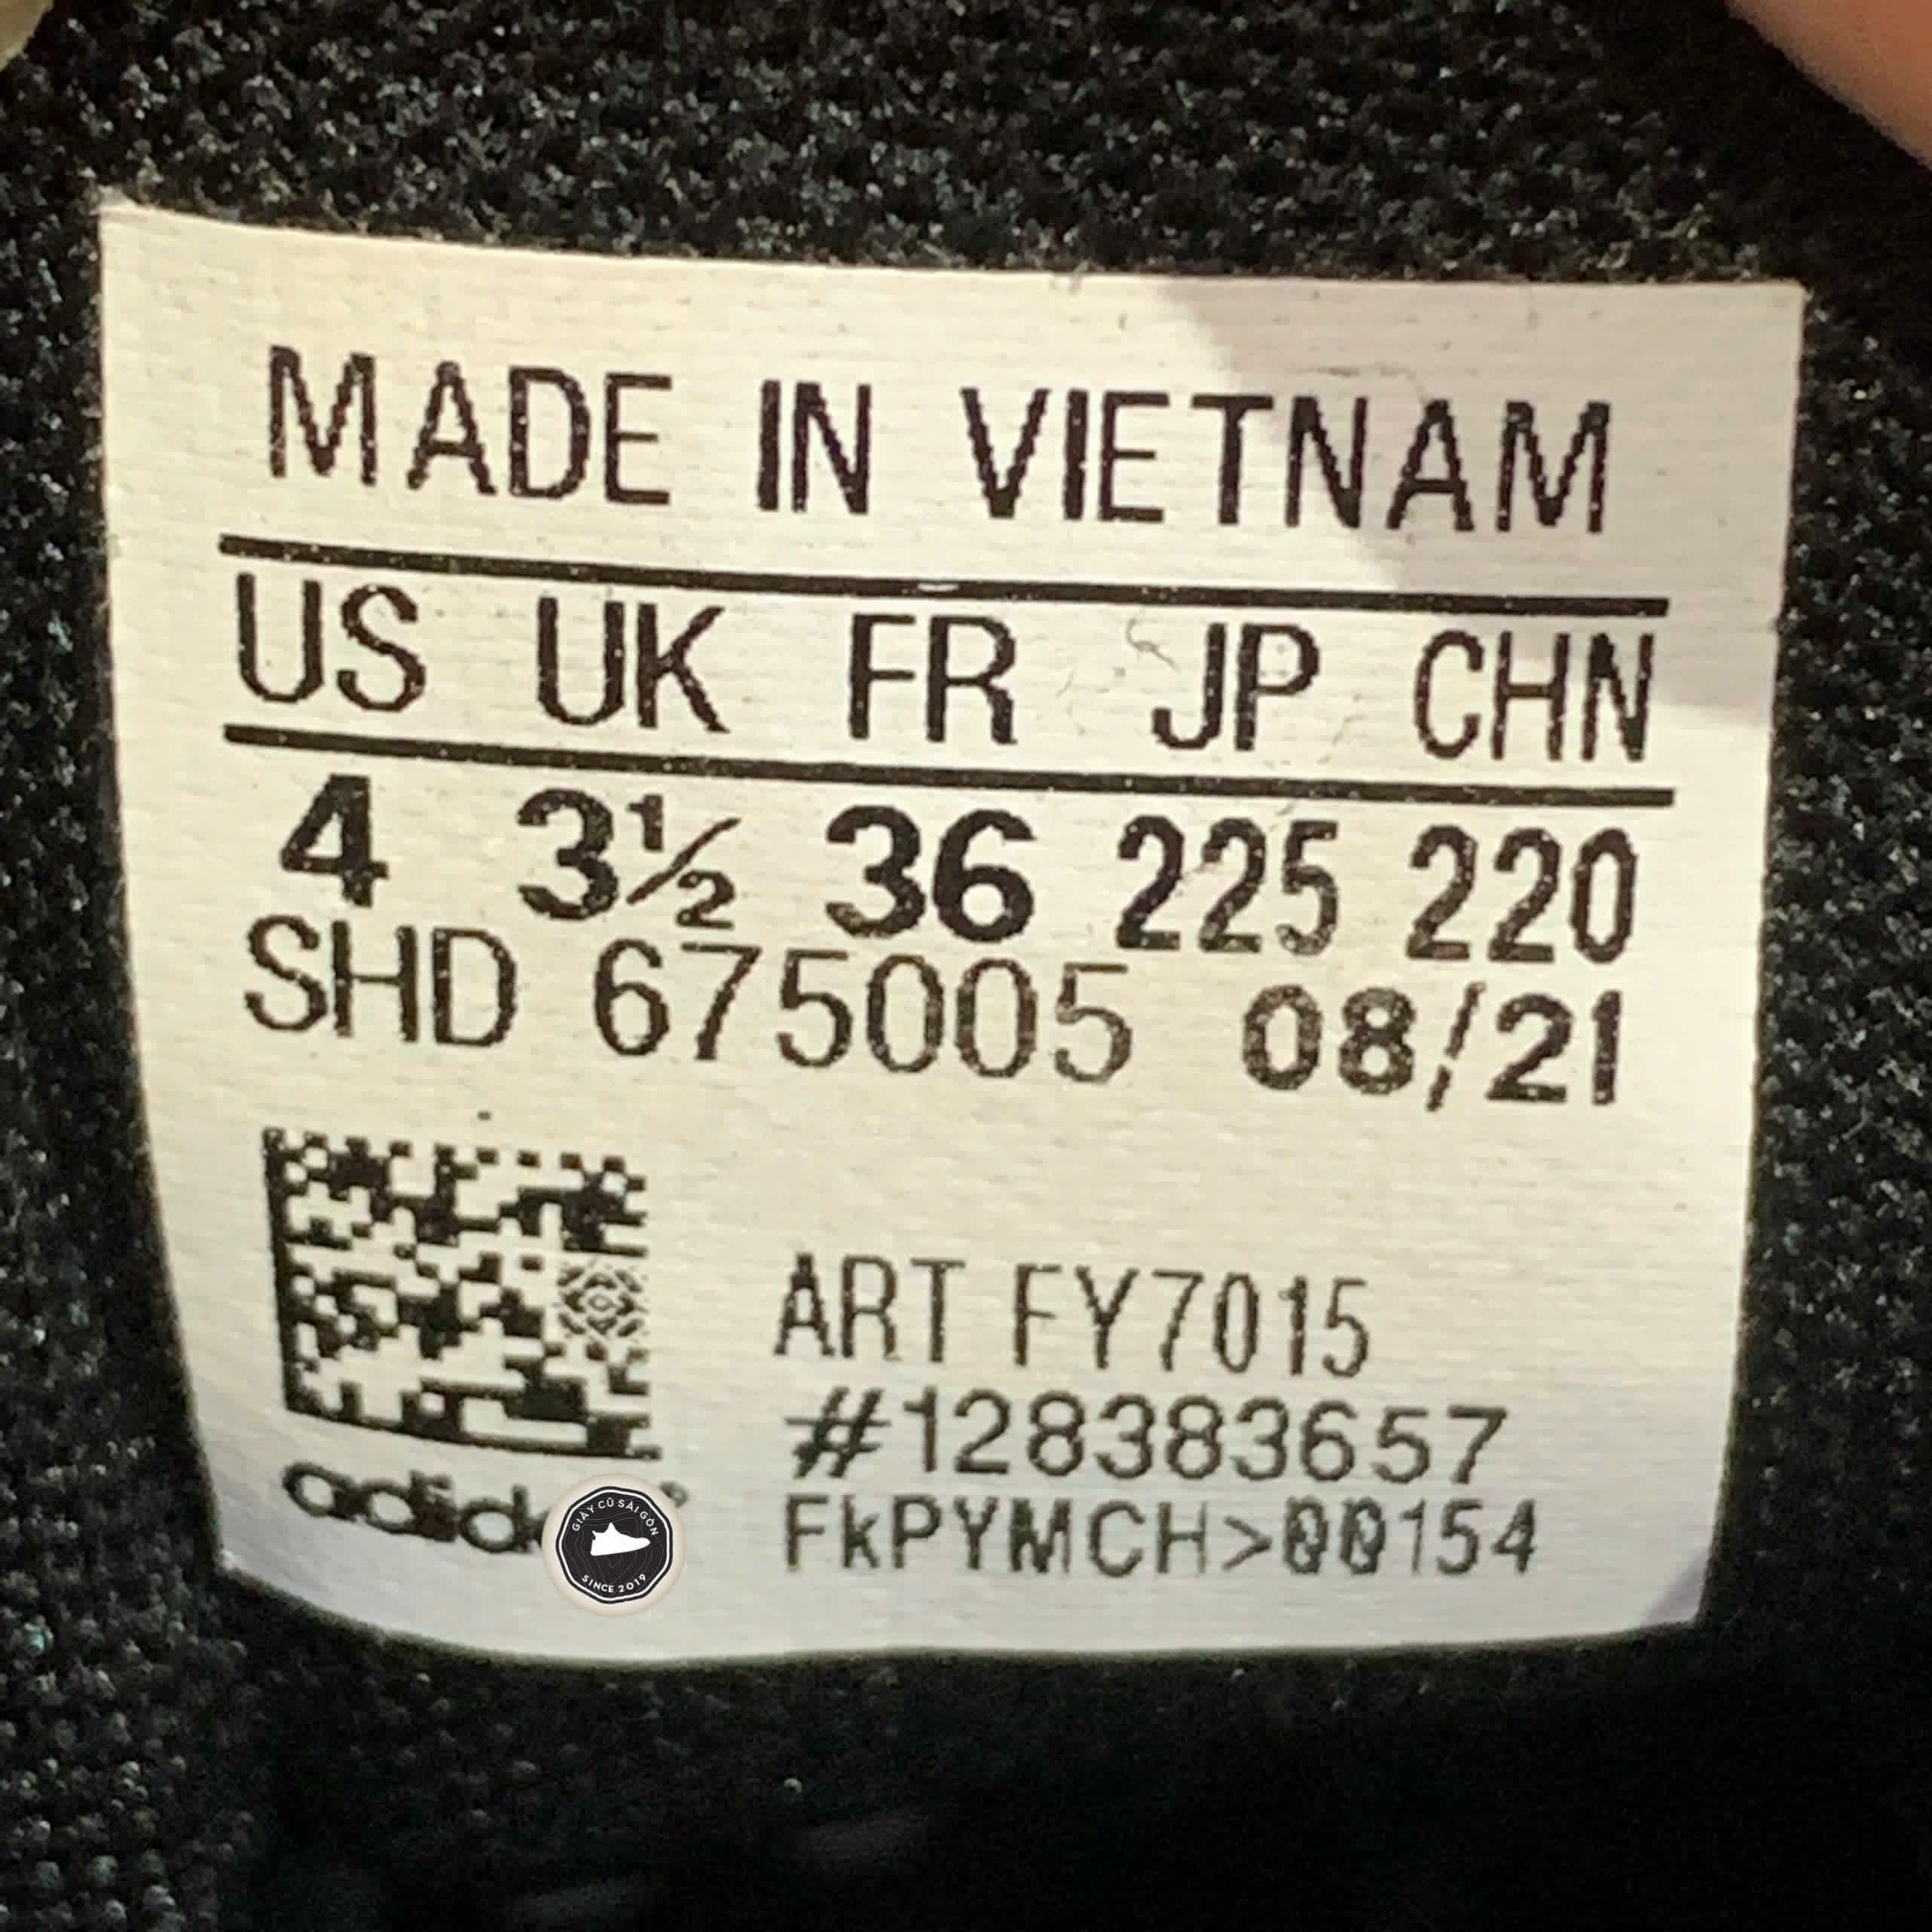 MADE IN VIETNAM
US UK FR JP CHN
4 3½ 36 225 220
SHD 675005 08/21
ART FY7015
#128383657
FkPYMCH>00154
GIÀY CŨ SÀI GÒN
SINCE 2019